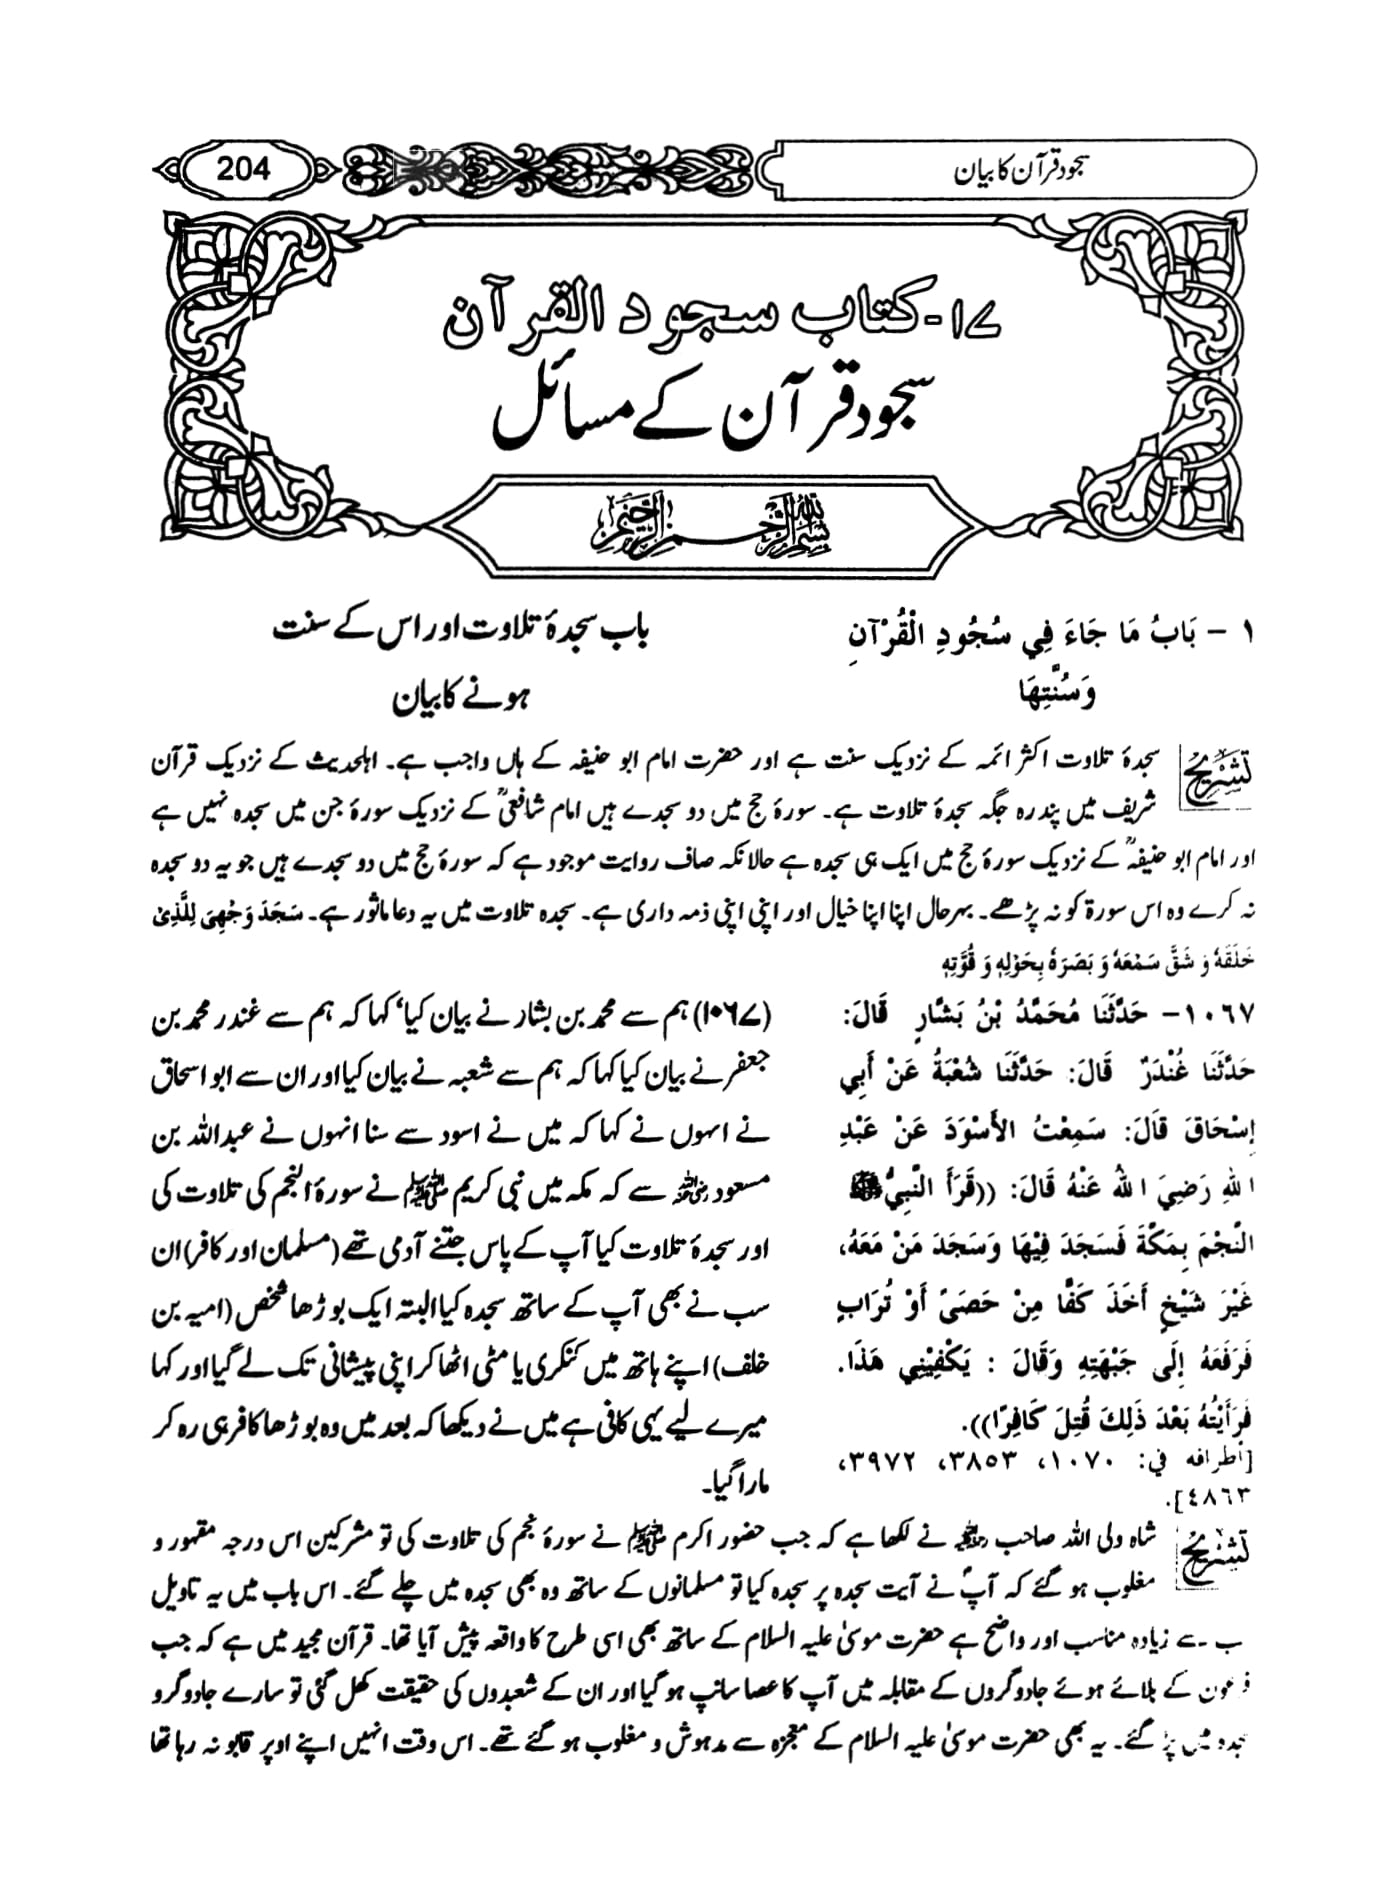 سجود قرآن کا بیان
204
۱۷- کتاب سجود القرآن
سجود قرآن کے مسائل
بسم الله الرحمن الرحيم
١ – بَابُ مَا جَاءَ فِي سُجُودِ الْقُرْآنِ
وَسُنَّتِهَا
باب سجدۂ تلاوت اور اس کے سنت
ہونے کا بیان
تشریح
سجدۂ تلاوت اکثر ائمہ کے نزدیک سنت ہے اور حضرت امام ابو حنیفہ کے ہاں واجب ہے۔ اہلحدیث کے نزدیک قرآن
شریف میں پندرہ جگہ سجدۂ تلاوت ہے۔ سورۂ حج میں دو سجدے ہیں امام شافعیؒ کے نزدیک سورۂ جن میں سجدہ نہیں ہے
اور امام ابو حنیفہؒ کے نزدیک سورۂ حج میں ایک ہی سجدہ ہے حالانکہ صاف روایت موجود ہے کہ سورۂ حج میں دو سجدے ہیں جو یہ دو سجدہ
نہ کرے وہ اس سورۃ کو نہ پڑھے۔ بہرحال اپنا اپنا خیال اور اپنی اپنی ذمہ داری ہے۔ سجدہ تلاوت میں یہ دعا ماثور ہے۔ سَجَدَ وَجْهِىَ لِلَّذِىْ
خَلَقَهٗ وَ شَقَّ سَمْعَهٗ وَ بَصَرَهٗ بِحَوْلِهٖ وَ قُوَّتِهٖ
١٠٦٧– حَدَّثَنَا مُحَمَّدُ بْنُ بَشَّارٍ قَالَ:
حَدَّثَنَا غُنْدَرٌ قَالَ: حَدَّثَنَا شُعْبَةُ عَنْ أَبِي
إِسْحَاقَ قَالَ: سَمِعْتُ الأَسْوَدَ عَنْ عَبْدِ
اللهِ رَضِيَ اللهُ عَنْهُ قَالَ: ((قَرَأَ النَّبِيُّ ﷺ
النَّجْمَ بِمَكَّةَ فَسَجَدَ فِيْهَا وَسَجَدَ مَنْ مَعَهُ،
غَيْرَ شَيْخٍ أَخَذَ كَفًّا مِنْ حَصَىً أَوْ تُرَابٍ
فَرَفَعَهُ إِلَى جَبْهَتِهِ وَقَالَ : يَكْفِيْنِي هَذَا.
فَرَأَيْتُهُ بَعْدَ ذَلِكَ قُتِلَ كَافِرًا)).
[أطرافه في: ١٠٧٠، ٣٨٥٣، ٣٩٧٢،
٤٨٦٣].
(۱۰۶۷) ہم سے محمد بن بشار نے بیان کیا‘ کہا کہ ہم سے غندر محمد بن
جعفر نے بیان کیا کہا کہ ہم سے شعبہ نے بیان کیا اور ان سے ابو اسحاق
نے انہوں نے کہا کہ میں نے اسود سے سنا انہوں نے عبداللہ بن
مسعود رضی اللہ عنہ سے کہ مکہ میں نبی کریم ﷺ نے سورۃ النجم کی تلاوت کی
اور سجدۂ تلاوت کیا آپ کے پاس جتنے آدمی تھے (مسلمان اور کافر) ان
سب نے بھی آپ کے ساتھ سجدہ کیا البتہ ایک بوڑھا شخص (امیہ بن
خلف) اپنے ہاتھ میں کنکری یا مٹی اٹھا کر اپنی پیشانی تک لے گیا اور کہا
میرے لیے یہی کافی ہے میں نے دیکھا کہ بعد میں وہ بوڑھا کافر ہی رہ کر
مارا گیا۔
تشریح
شاہ ولی اللہ صاحب رحمہ اللہ نے لکھا ہے کہ جب حضور اکرم ﷺ نے سورۂ نجم کی تلاوت کی تو مشرکین اس درجہ مقہور و
مغلوب ہو گئے کہ آپؐ نے آیت سجدہ پر سجدہ کیا تو مسلمانوں کے ساتھ وہ بھی سجدہ میں چلے گئے۔ اس باب میں یہ تاویل
سب سے زیادہ مناسب اور واضح ہے حضرت موسیٰ علیہ السلام کے ساتھ بھی اسی طرح کا واقعہ پیش آیا تھا۔ قرآن مجید میں ہے کہ جب
فرعون کے بلائے ہوئے جادوگروں کے مقابلہ میں آپ کا عصا سانپ ہو گیا اور ان کے شعبدوں کی حقیقت کھل گئی تو سارے جادوگرو
سجدہ میں پڑ گئے۔ یہ بھی حضرت موسیٰ علیہ السلام کے معجزہ سے مدہوش و مغلوب ہو گئے تھے۔ اس وقت انہیں اپنے اوپر قابو نہ رہا تھا